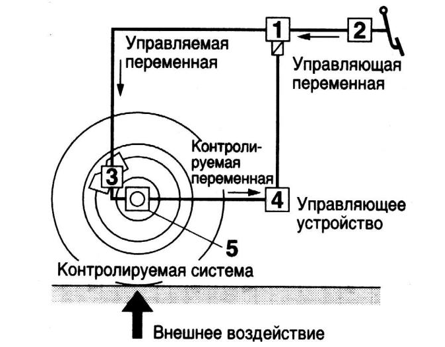 1
2
Управляемая
переменная
Управляющая
переменная
Контроли-
руемая
переменная
3
4
Управляющее
устройство
5
Контролируемая система
Внешнее воздействие